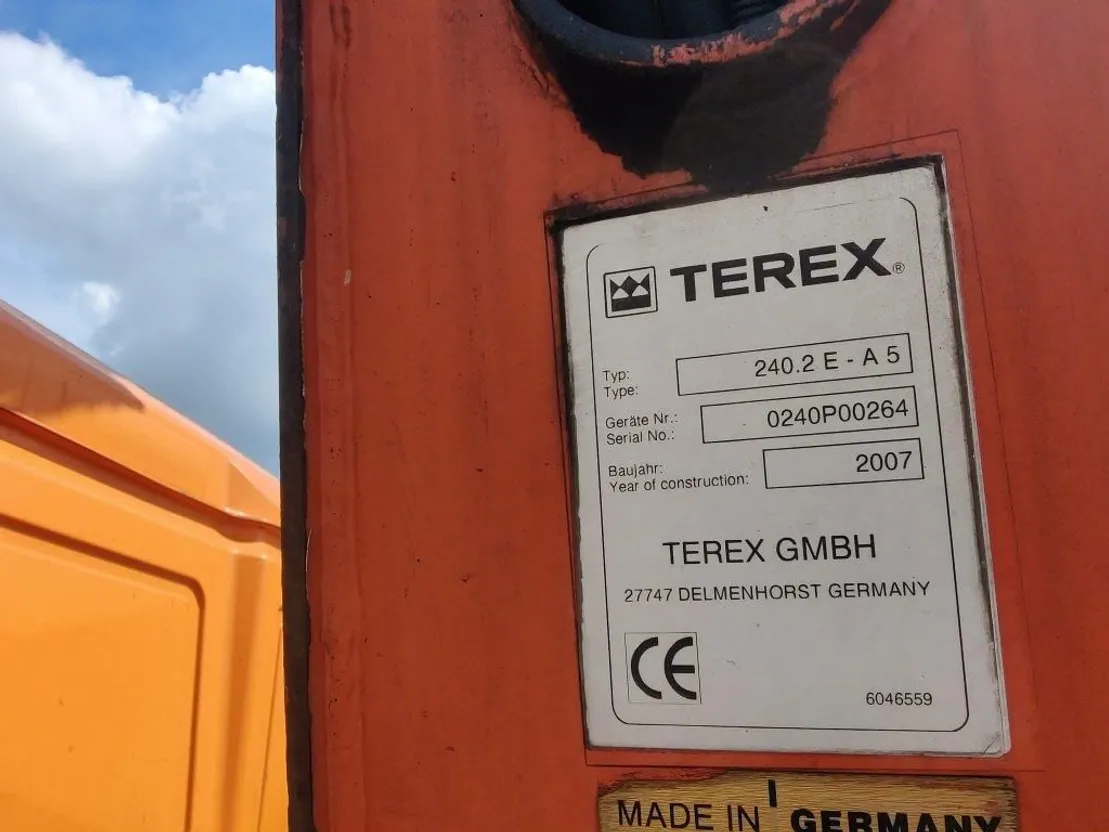 TEREX®
Typ: 240.2 E - A 5
Type:
Geräte Nr.: 0240P00264
Serial No.:
Baujahr: 2007
Year of construction:
TEREX GMBH
27747 DELMENHORST GERMANY
CE
6046559
MADE IN GERMANY